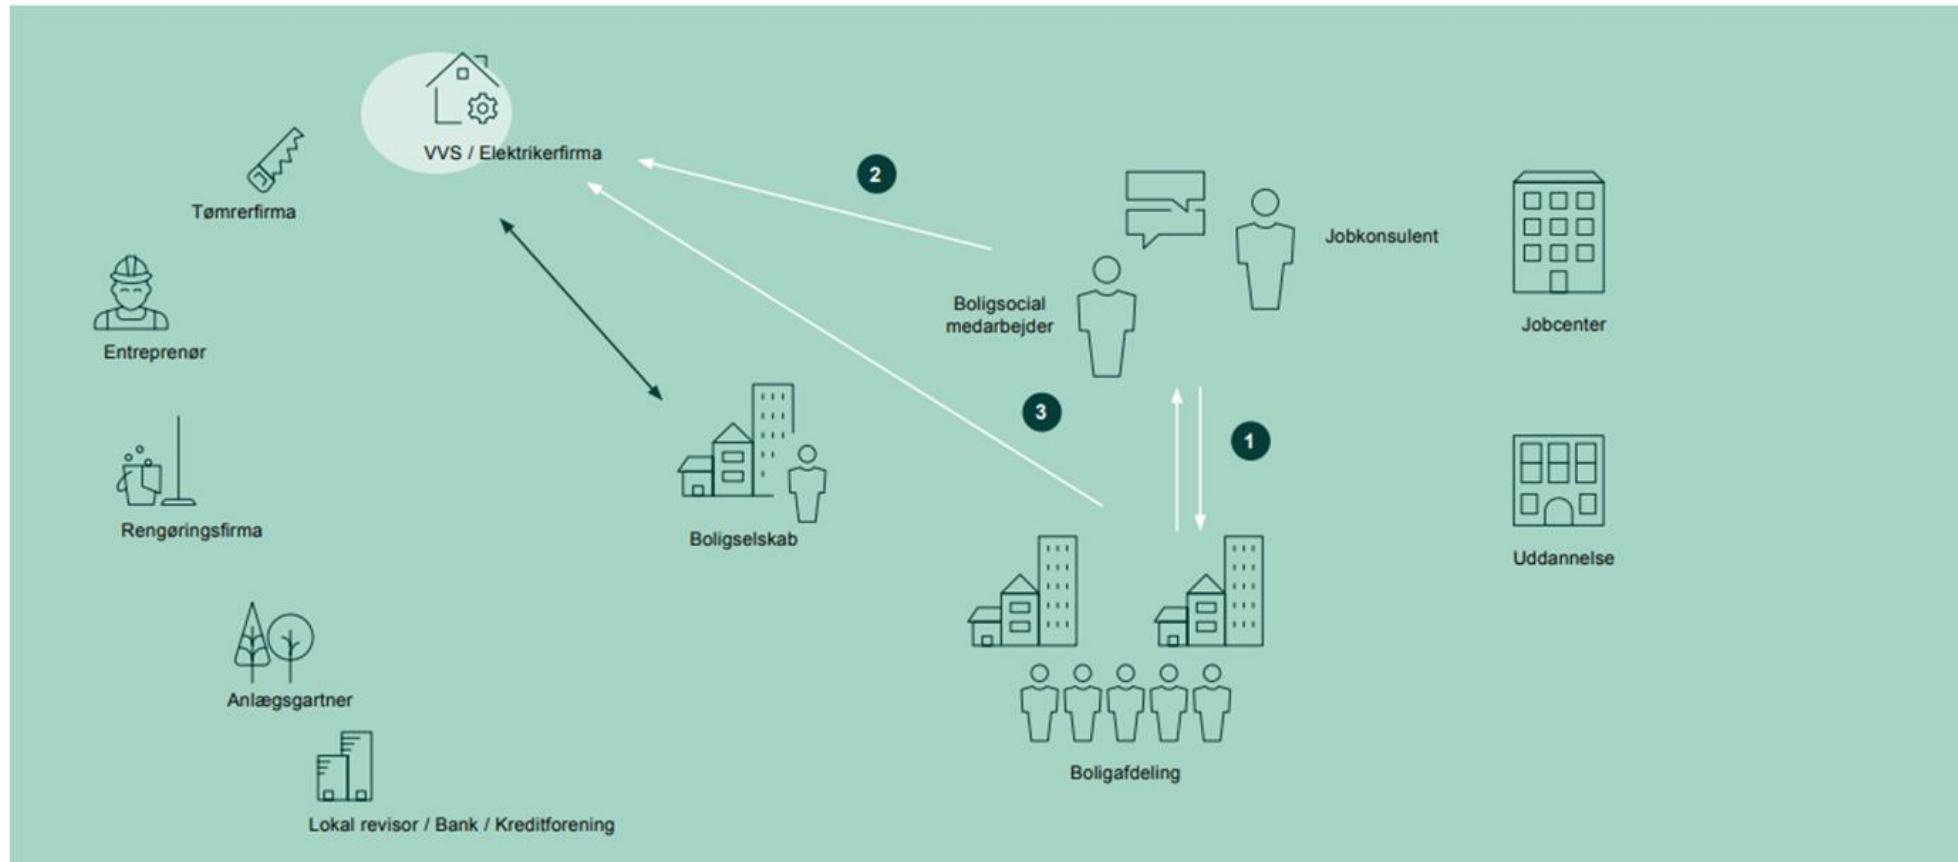 VVS / Elektrikerfirma
2
Tømrerfirma
Jobkonsulent
Boligsocial
medarbejder
Jobcenter
Entreprenør
3
1
Rengøringsfirma
Boligselskab
Uddannelse
Anlægsgartner
Boligafdeling
Lokal revisor / Bank / Kreditforening